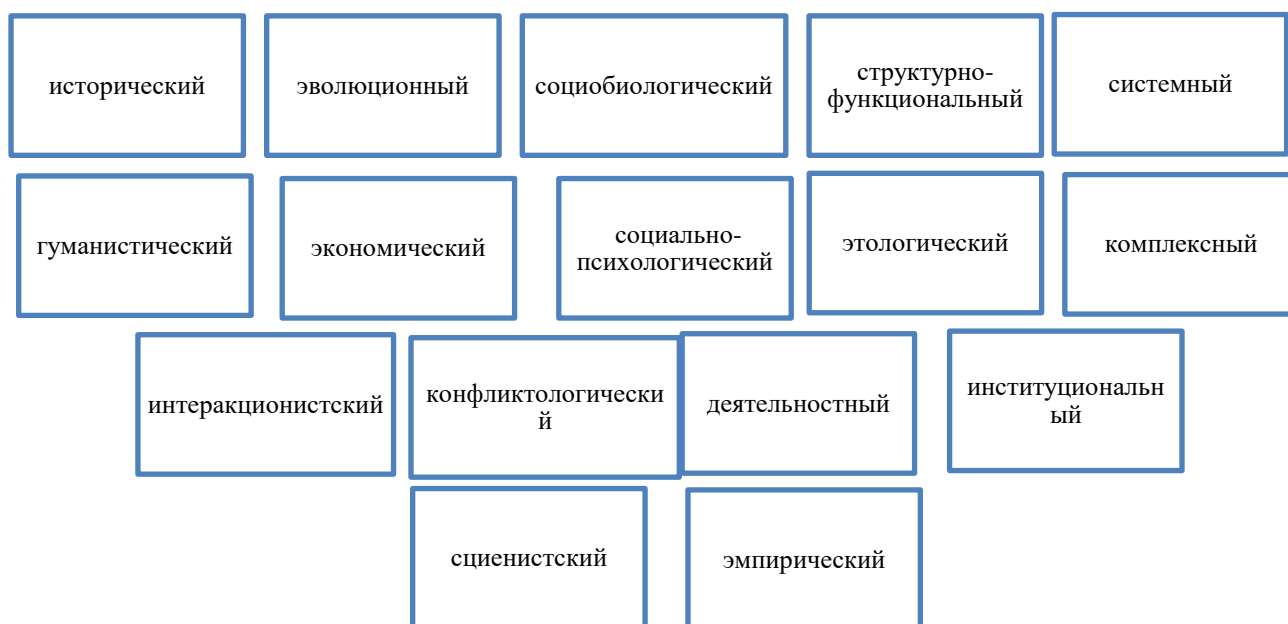 исторический
эволюционный
социобиологический
структурно-
функциональный
системный
гуманистический
экономический
социально-
психологический
этологический
комплексный
интеракционистский
конфликтологически
й
деятельностный
институциональн
ый
сциенистский
эмпирический